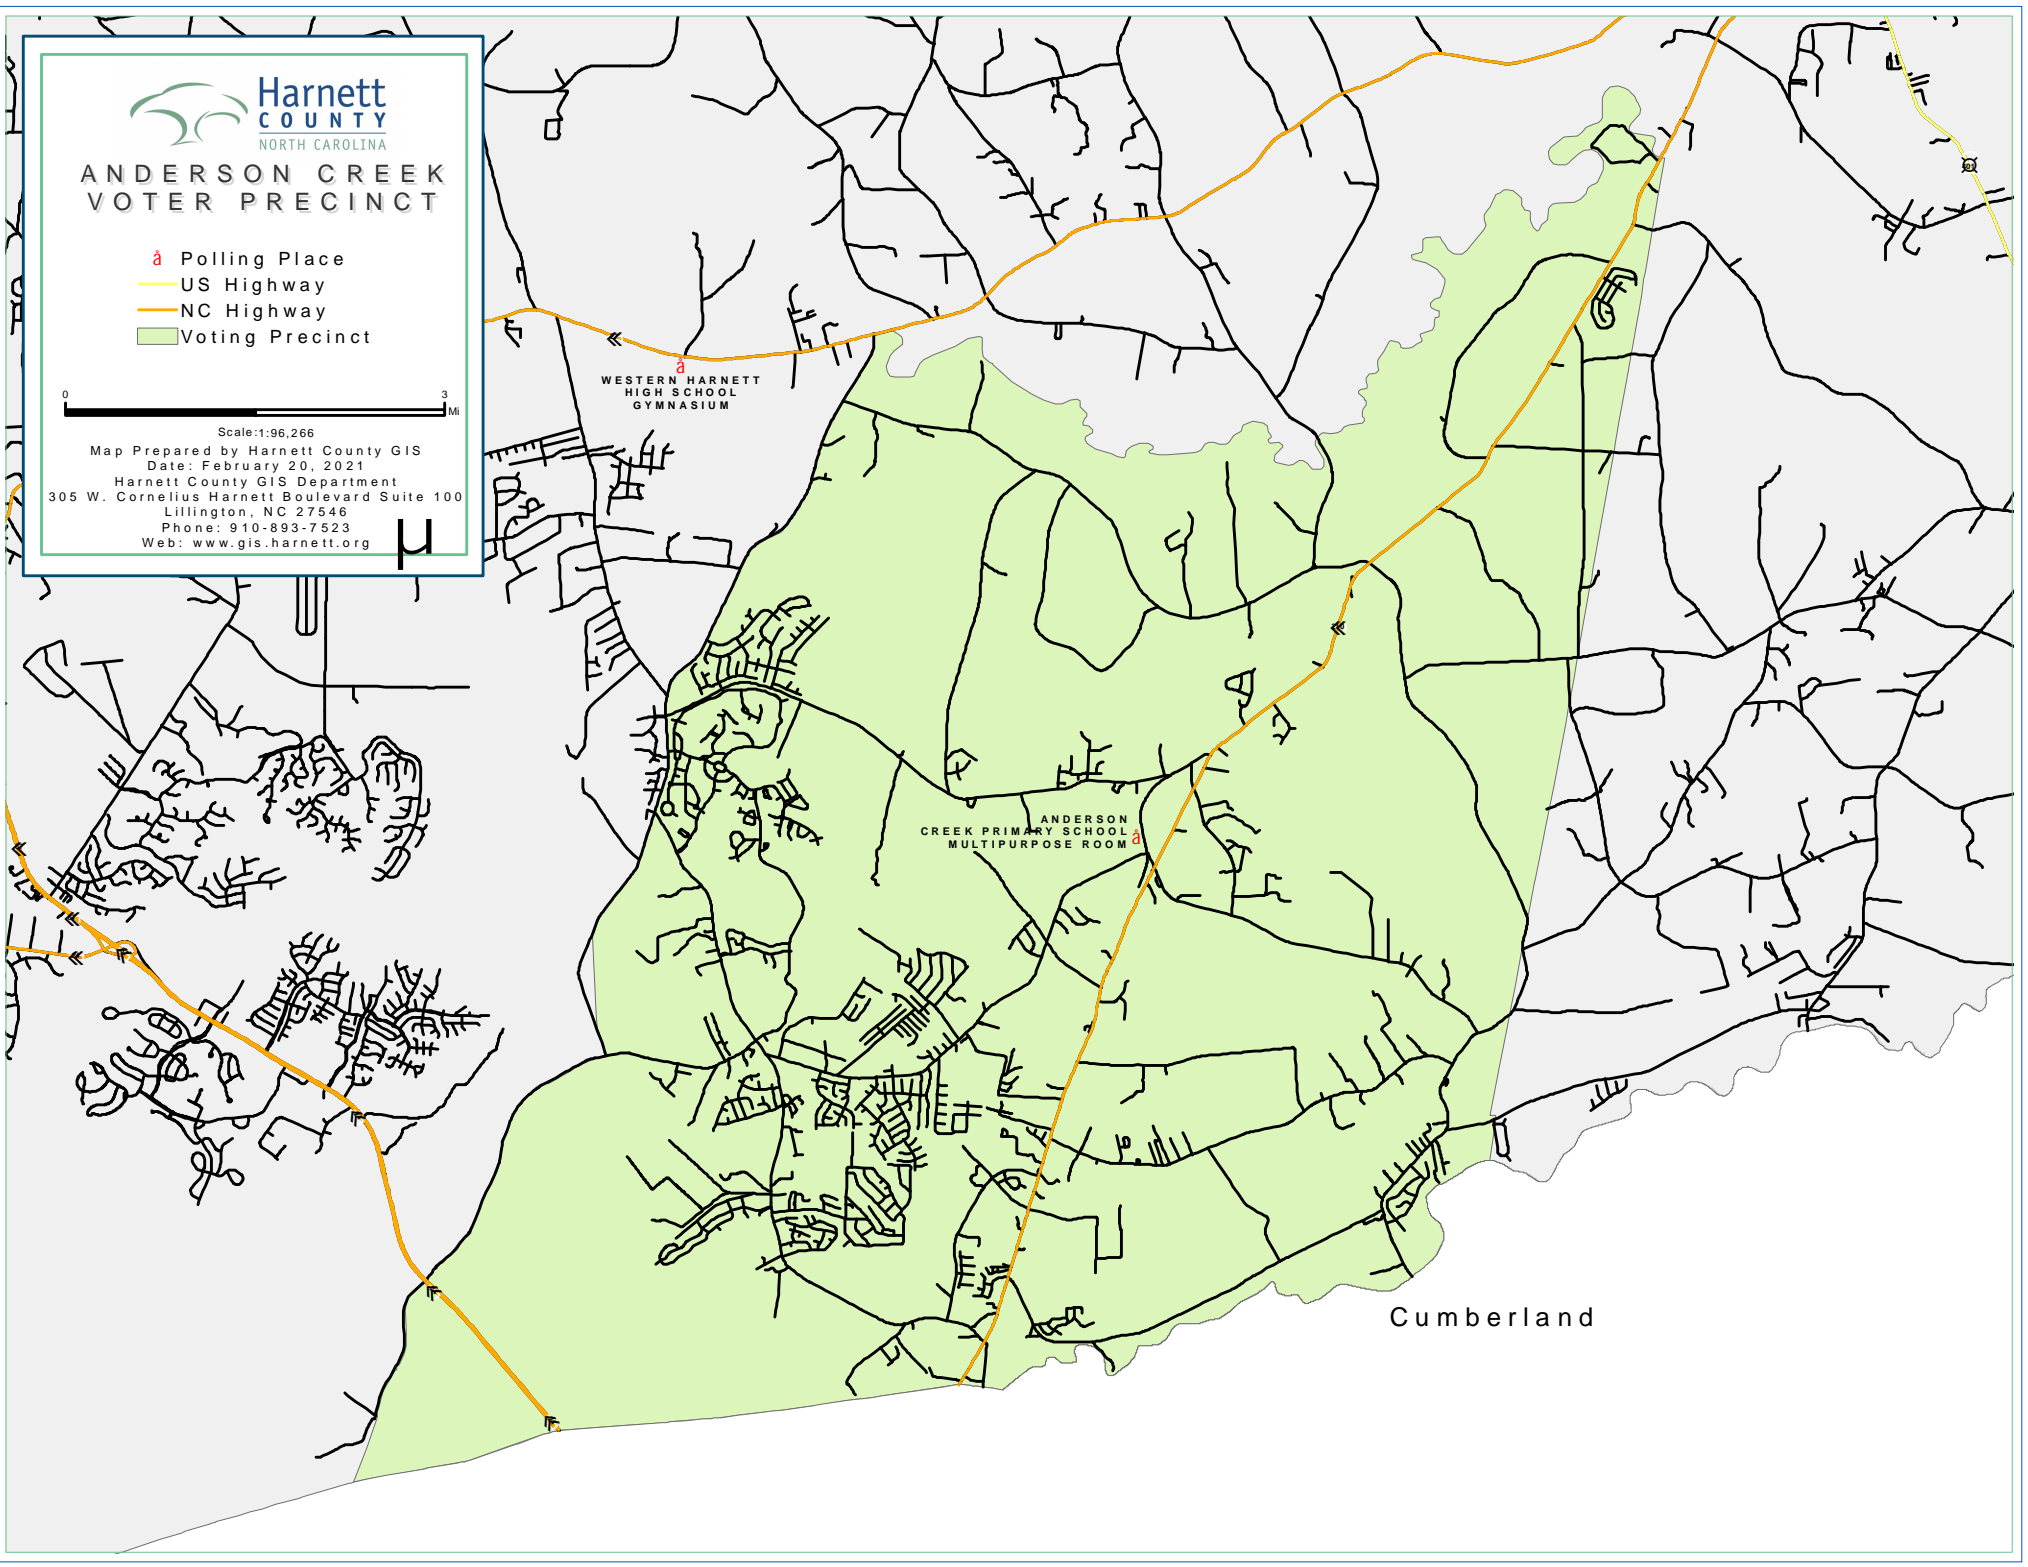 Harnett
COUNTY
NORTH CAROLINA
ANDERSON CREEK
VOTER PRECINCT
å Polling Place
US Highway
NC Highway
Voting Precinct
0 3
Mi
Scale:1:96,266
Map Prepared by Harnett County GIS
Date: February 20, 2021
Harnett County GIS Department
305 W. Cornelius Harnett Boulevard Suite 100
Lillington, NC 27546
Phone: 910-893-7523
Web: www.gis.harnett.org
µ
å
WESTERN HARNETT
HIGH SCHOOL
GYMNASIUM
ANDERSON
CREEK PRIMARY SCHOOL
MULTIPURPOSE ROOM å
Cumberland